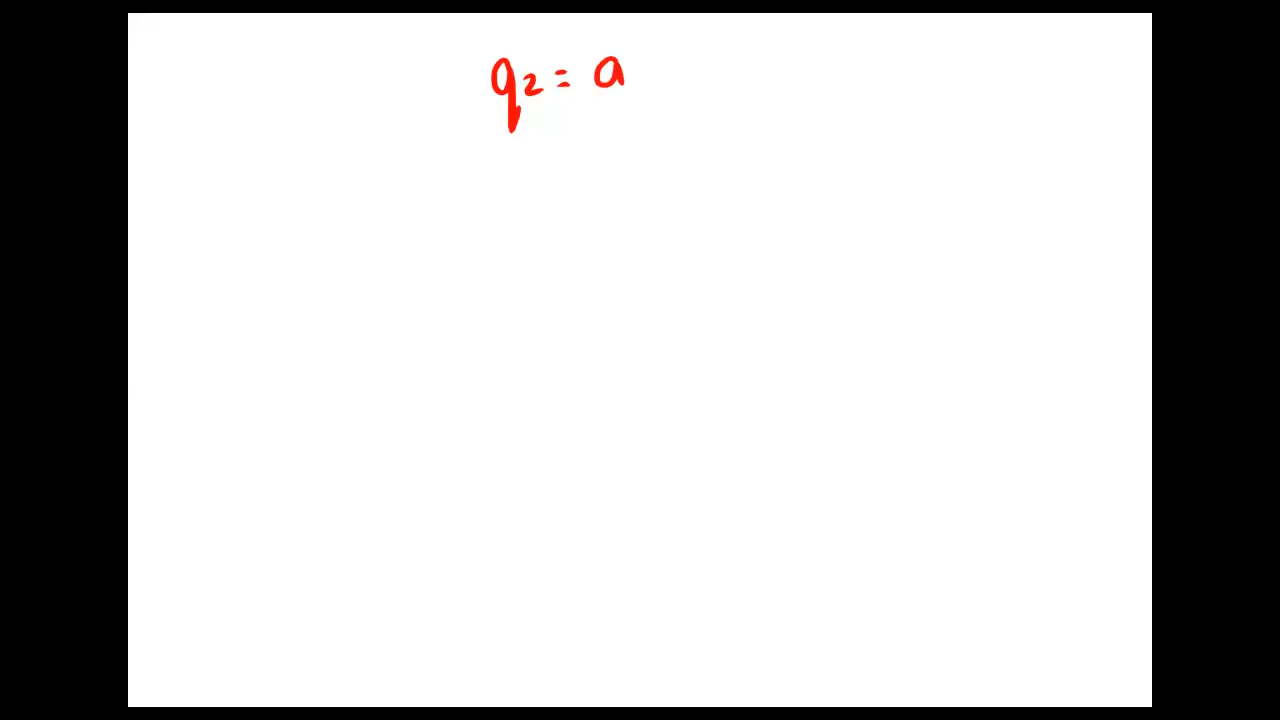 q₂ = a